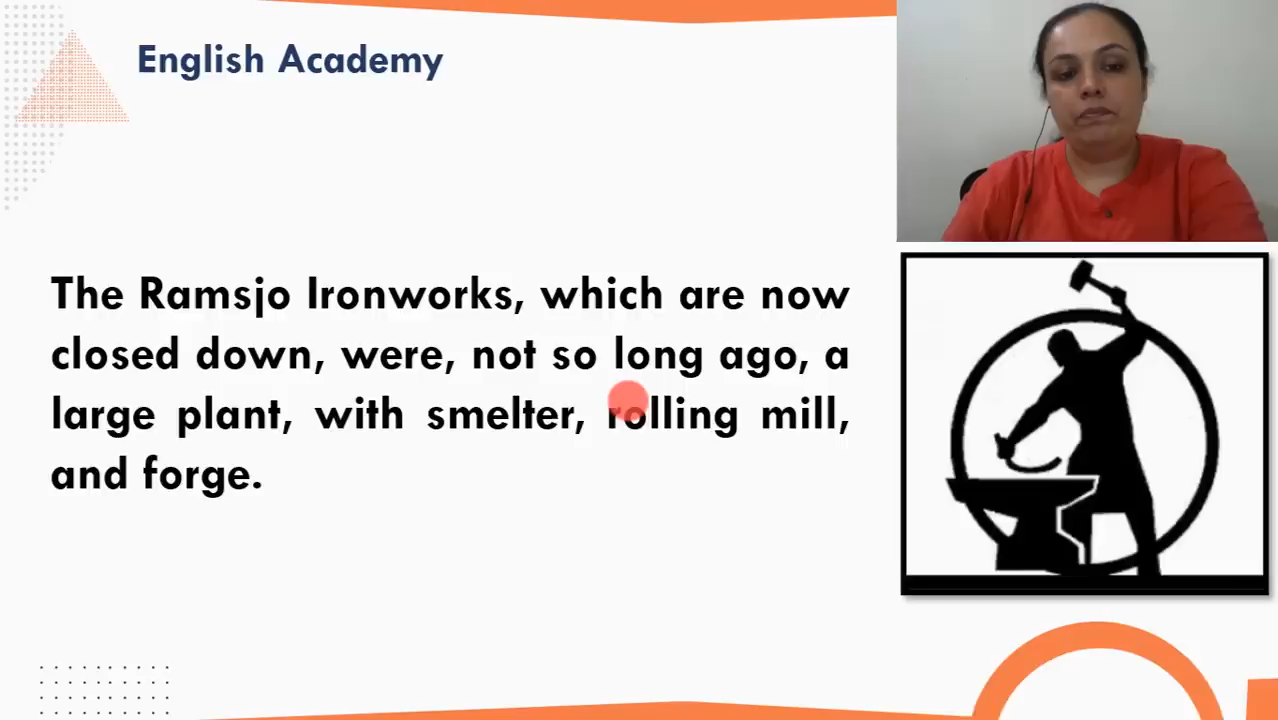 English Academy
The Ramsjo Ironworks, which are now
closed down, were, not so long ago, a
large plant, with smelter, rolling mill,
and forge.